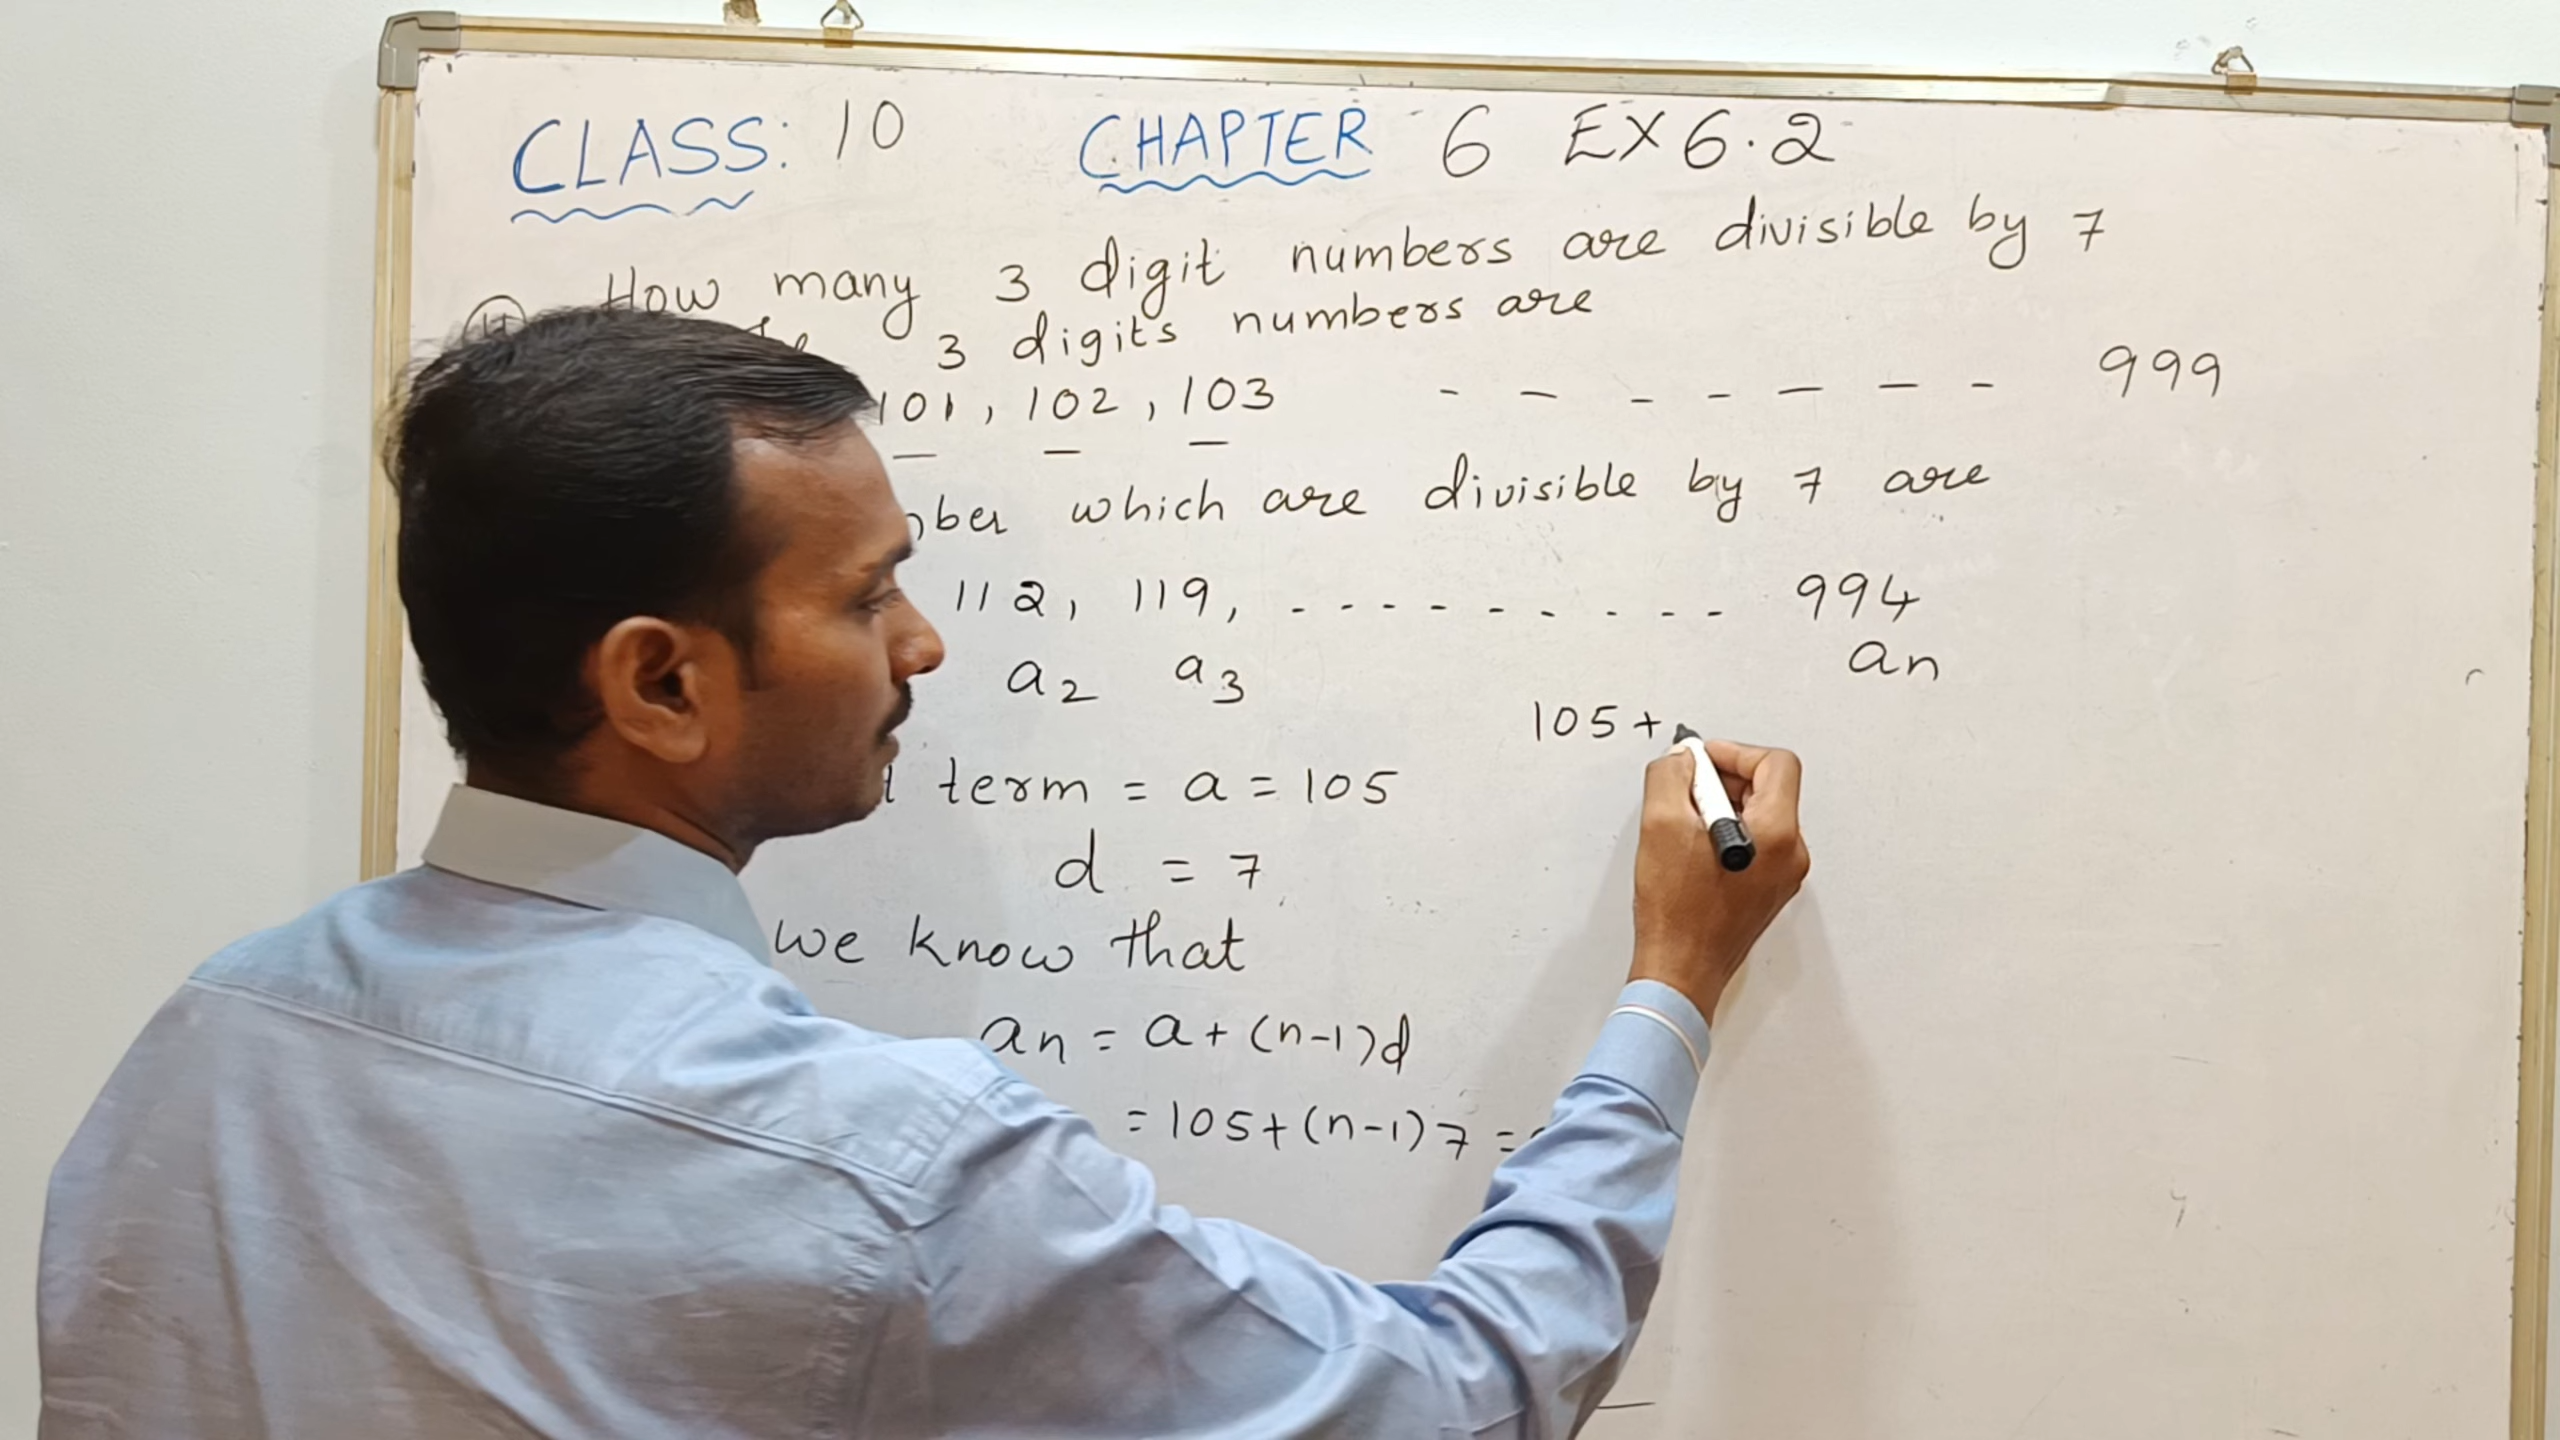 CLASS: 10 CHAPTER 6 EX 6.2
How many 3 digit numbers are divisible by 7
3 digits numbers are
101, 102, 103 - - - - - - - 999
which are divisible by 7 are
112, 119, - - - - - - - - - - 994
a2 a3 an
105+
term = a = 105
d = 7
we know that
an = a + (n-1)d
= 105+(n-1)7 =